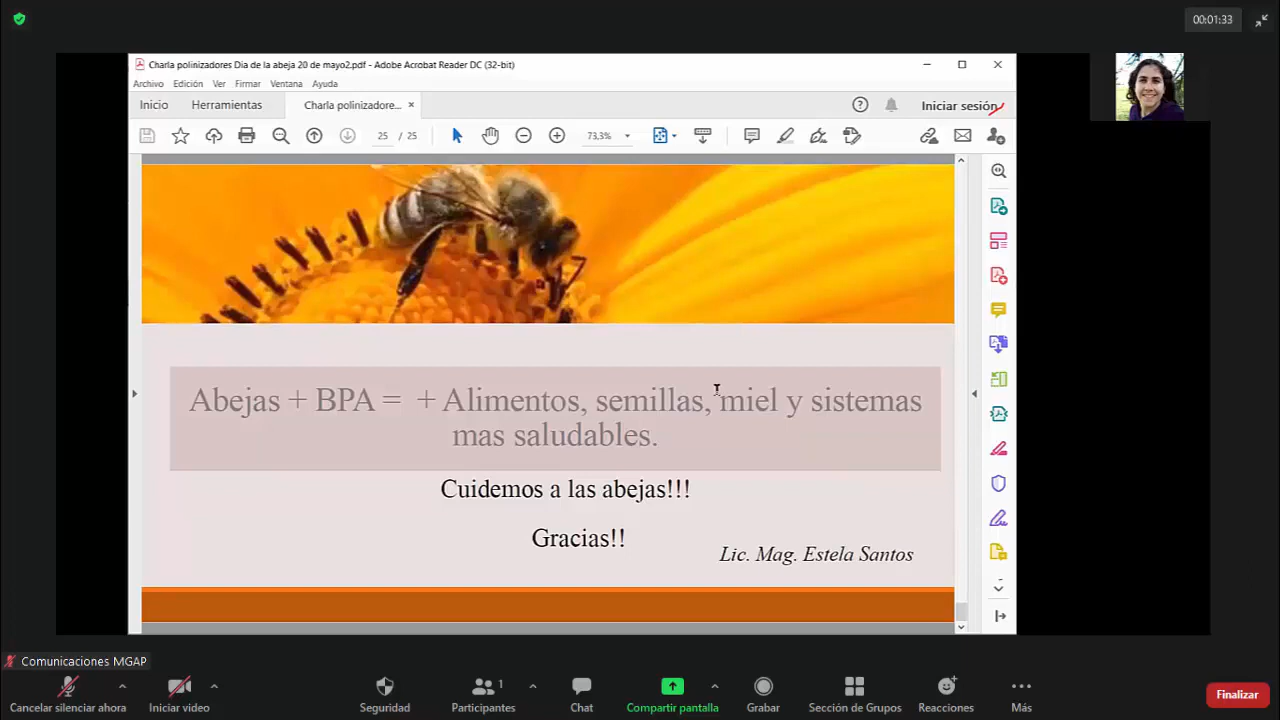 00:01:33
Charla polinizadores Dia de la abeja 20 de mayo2.pdf - Adobe Acrobat Reader DC (32-bit)
Archivo Edición Ver Firmar Ventana Ayuda
Inicio Herramientas Charla polinizadore... × Iniciar sesión
25 / 25 73,3%
Abejas + BPA = + Alimentos, semillas, miel y sistemas
mas saludables.
Cuidemos a las abejas!!!
Gracias!!
Lic. Mag. Estela Santos
Comunicaciones MGAP
Cancelar silenciar ahora Iniciar video Seguridad Participantes 1 Chat Compartir pantalla Grabar Sección de Grupos Reacciones Más Finalizar